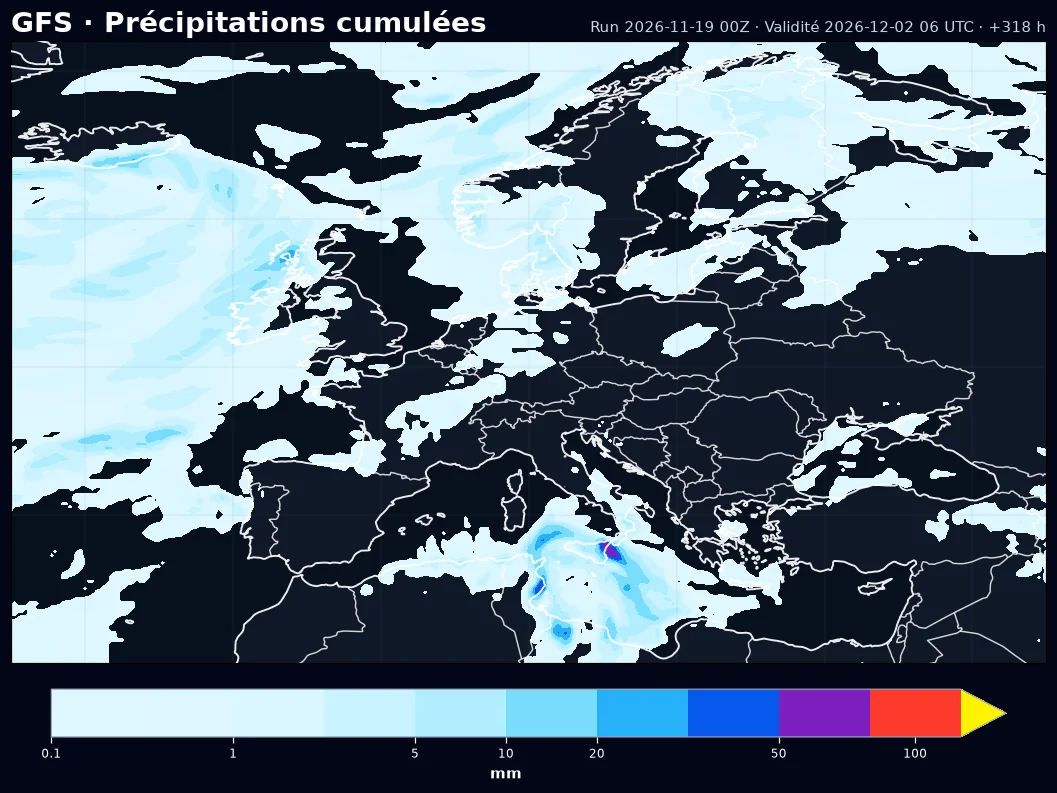 GFS · Précipitations cumulées
Run 2026-11-19 00Z · Validité 2026-12-02 06 UTC · +318 h
0.1 1 5 10 20 50 100
mm